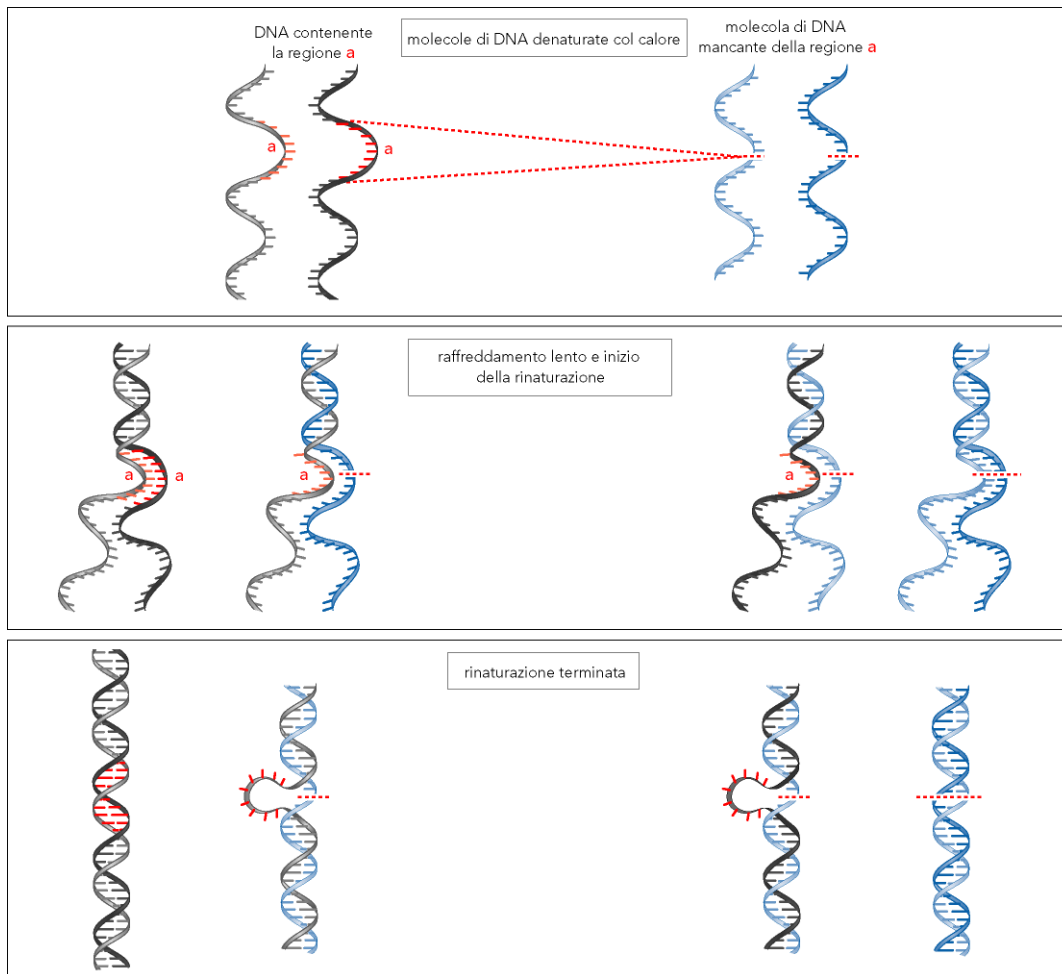 DNA contenente
la regione a
molecole di DNA denaturate col calore
molecola di DNA
mancante della regione a
a
a
raffreddamento lento e inizio
della rinaturazione
a
a
a
a
rinaturazione terminata